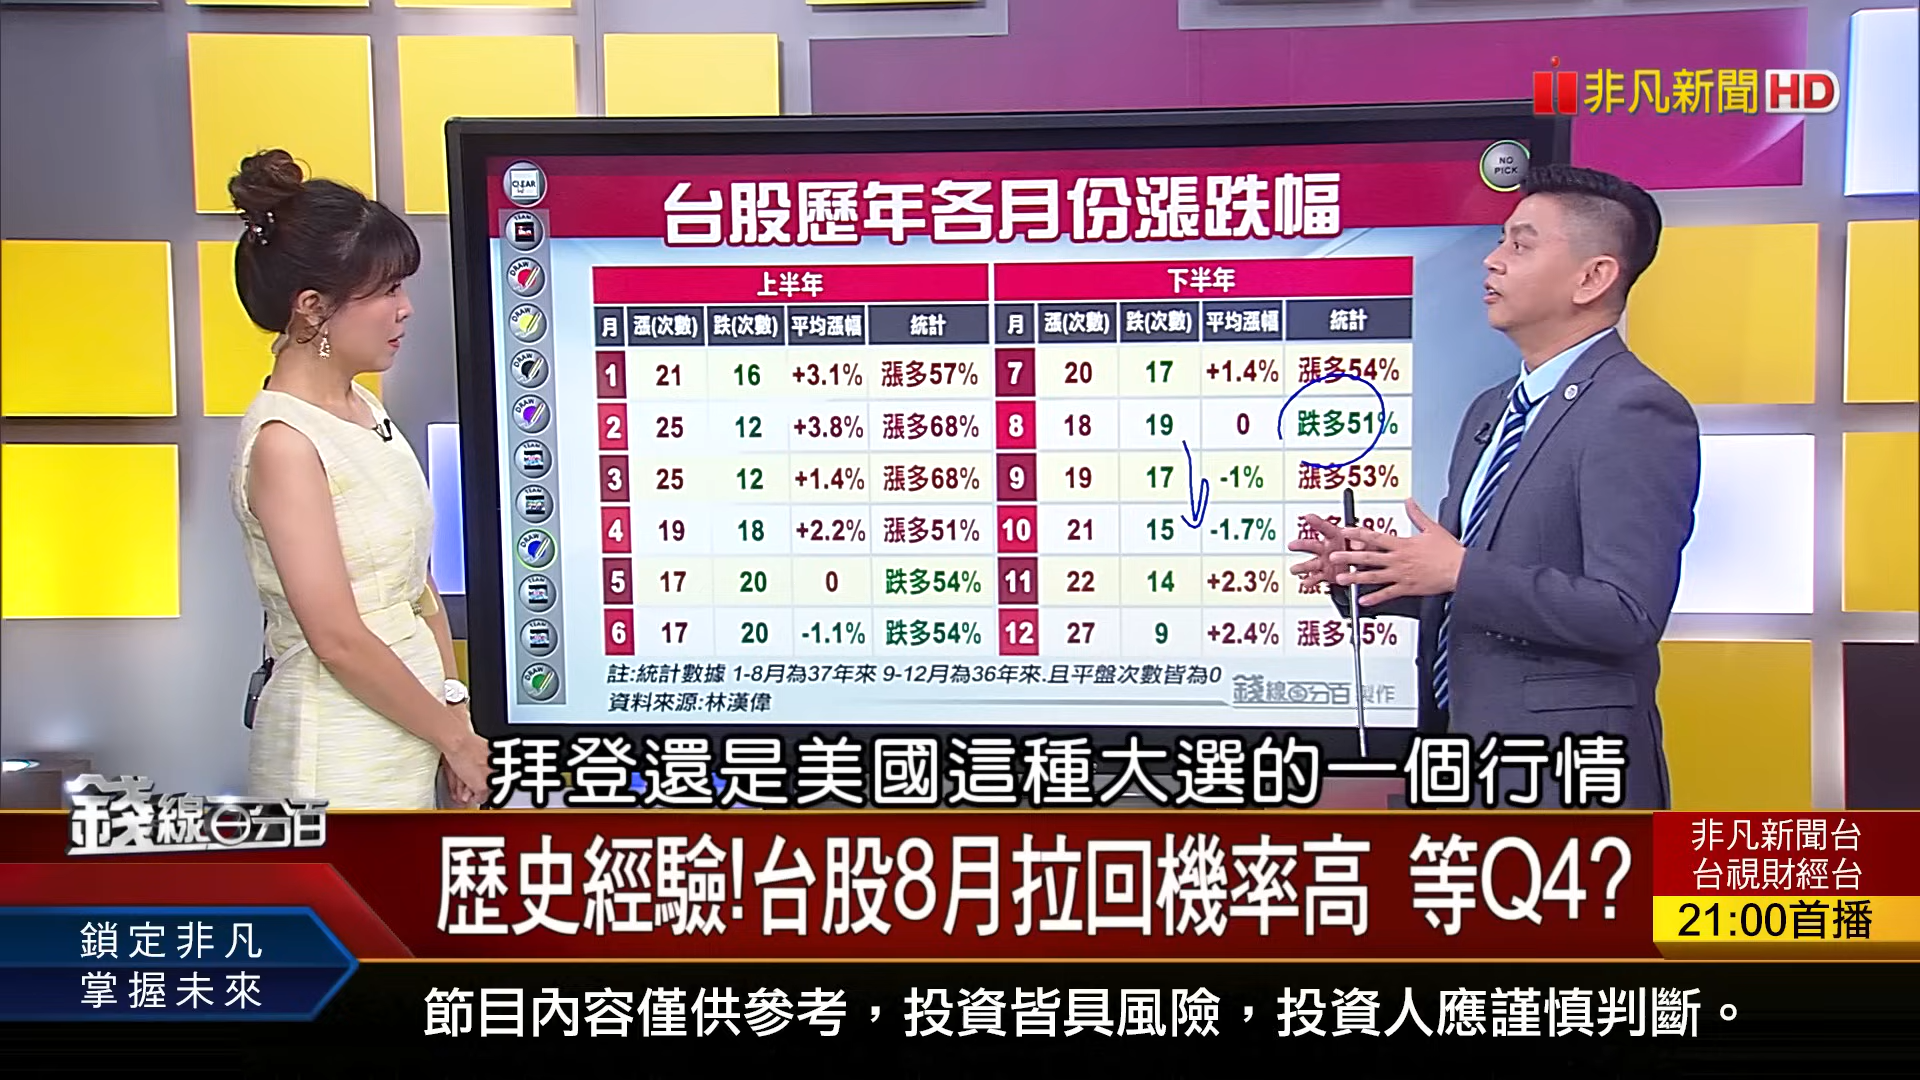 非凡新聞HD
NO PICK
CLEAR
台股歷年各月份漲跌幅
上半年 下半年
月 漲(次數) 跌(次數) 平均漲幅 統計 月 漲(次數) 跌(次數) 平均漲幅 統計
1 21 16 +3.1% 漲多57% 7 20 17 +1.4% 漲多54%
2 25 12 +3.8% 漲多68% 8 18 19 0 跌多51%
3 25 12 +1.4% 漲多68% 9 19 17 -1% 漲多53%
4 19 18 +2.2% 漲多51% 10 21 15 -1.7% 8%
5 17 20 0 跌多54% 11 22 14 +2.3% %
6 17 20 -1.1% 跌多54% 12 27 9 +2.4% 漲多75%
註:統計數據 1-8月為37年來 9-12月為36年來.且平盤次數皆為0
資料來源:林漢偉
錢線百分百 製作
拜登還是美國這種大選的一個行情
錢線百分百
歷史經驗!台股8月拉回機率高 等Q4?
非凡新聞台
台視財經台
21:00首播
鎖定非凡
掌握未來
節目內容僅供參考，投資皆具風險，投資人應謹慎判斷。